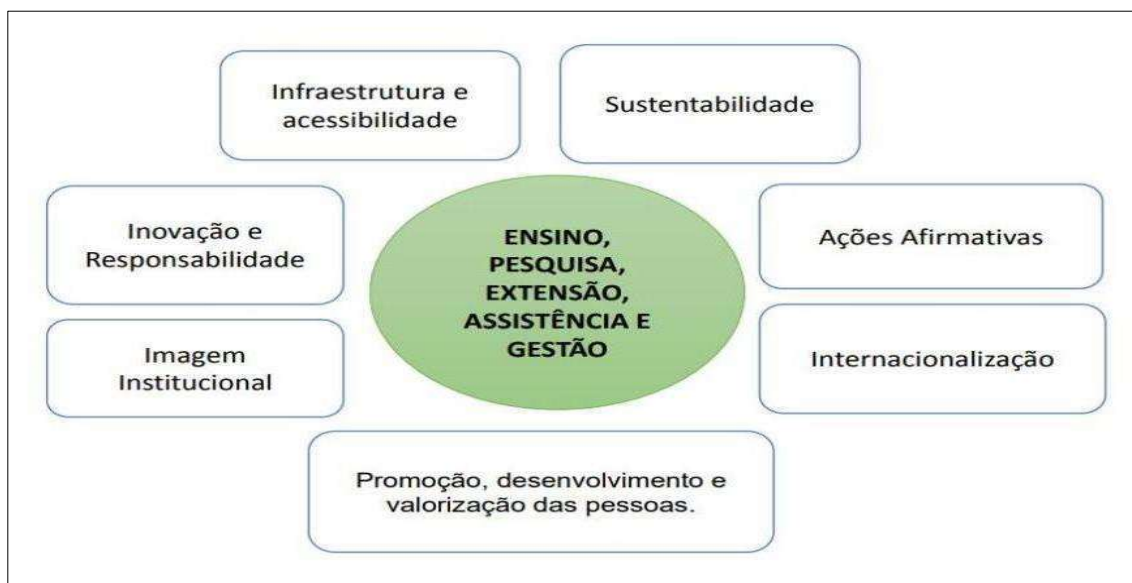 Infraestrutura e
acessibilidade
Sustentabilidade
Inovação e
Responsabilidade
ENSINO,
PESQUISA,
EXTENSÃO,
ASSISTÊNCIA E
GESTÃO
Ações Afirmativas
Imagem
Institucional
Internacionalização
Promoção, desenvolvimento e
valorização das pessoas.